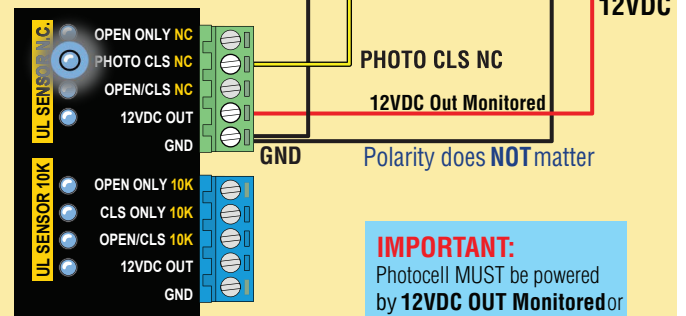 12VDC
UL SENSOR N.C.
OPEN ONLY NC
PHOTO CLS NC
OPEN/CLS NC
12VDC OUT
GND
PHOTO CLS NC
12VDC Out Monitored
GND
Polarity does NOT matter
UL SENSOR 10K
OPEN ONLY 10K
CLS ONLY 10K
OPEN/CLS 10K
12VDC OUT
GND
IMPORTANT:
Photocell MUST be powered
by 12VDC OUT Monitored or